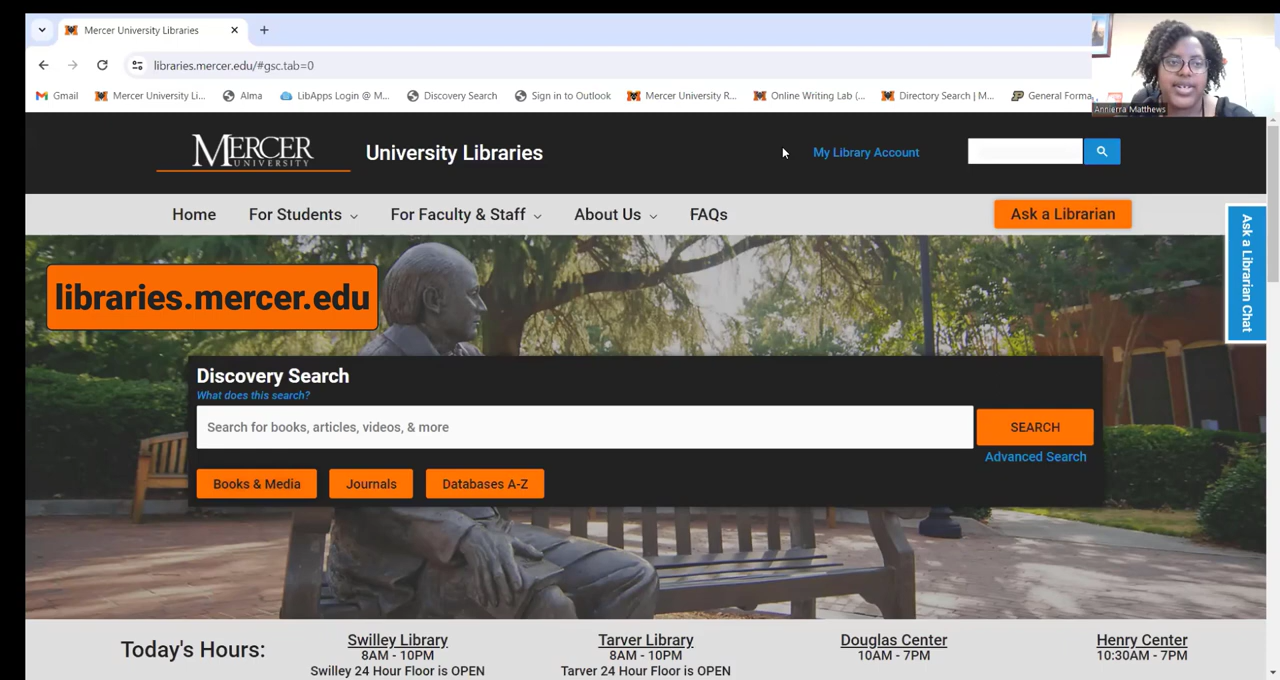 Mercer University Libraries
libraries.mercer.edu/#gsc.tab=0
Gmail
Mercer University Li...
Alma
LibApps Login @ M...
Discovery Search
Sign in to Outlook
Mercer University R...
Online Writing Lab (...
Directory Search | M...
General Forma
Annierra Matthews
MERCER
UNIVERSITY
University Libraries
My Library Account
Home
For Students
For Faculty & Staff
About Us
FAQs
Ask a Librarian
Ask a Librarian Chat
libraries.mercer.edu
Discovery Search
What does this search?
Search for books, articles, videos, & more
SEARCH
Advanced Search
Books & Media
Journals
Databases A-Z
Today's Hours:
Swilley Library
8AM - 10PM
Swilley 24 Hour Floor is OPEN
Tarver Library
8AM - 10PM
Tarver 24 Hour Floor is OPEN
Douglas Center
10AM - 7PM
Henry Center
10:30AM - 7PM